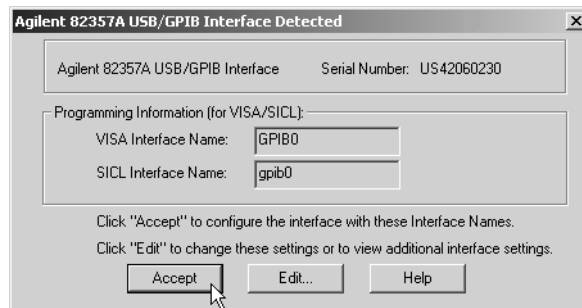 Agilent 82357A USB/GPIB Interface Detected
Agilent 82357A USB/GPIB Interface Serial Number: US42060230
Programming Information (for VISA/SICL):
VISA Interface Name: GPIB0
SICL Interface Name: gpib0
Click "Accept" to configure the interface with these Interface Names.
Click "Edit" to change these settings or to view additional interface settings.
Accept Edit... Help